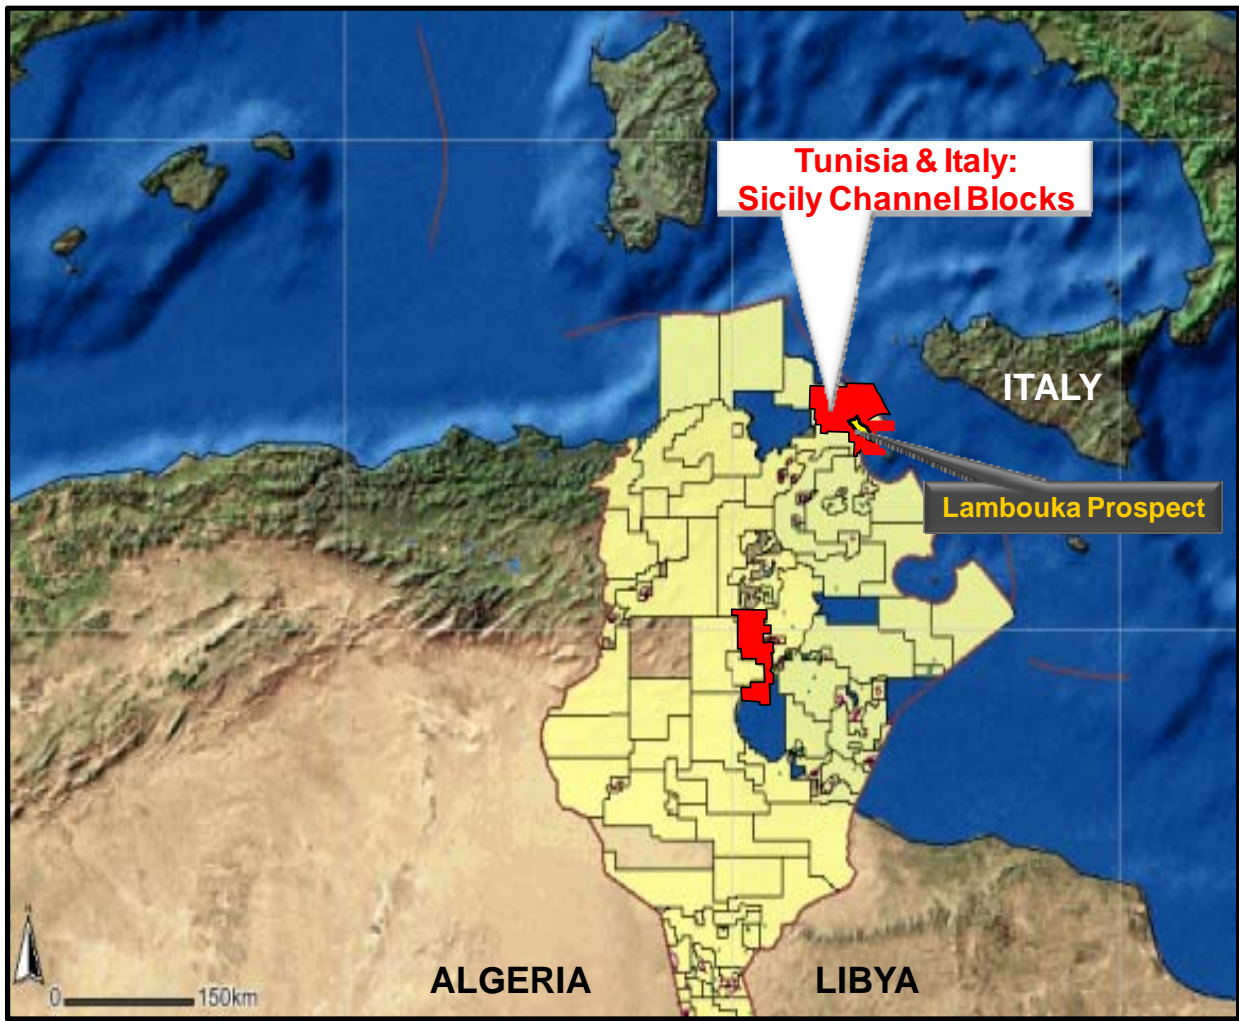 Tunisia & Italy:
Sicily Channel Blocks
ITALY
Lambouka Prospect
N
ALGERIA
LIBYA
0
150km